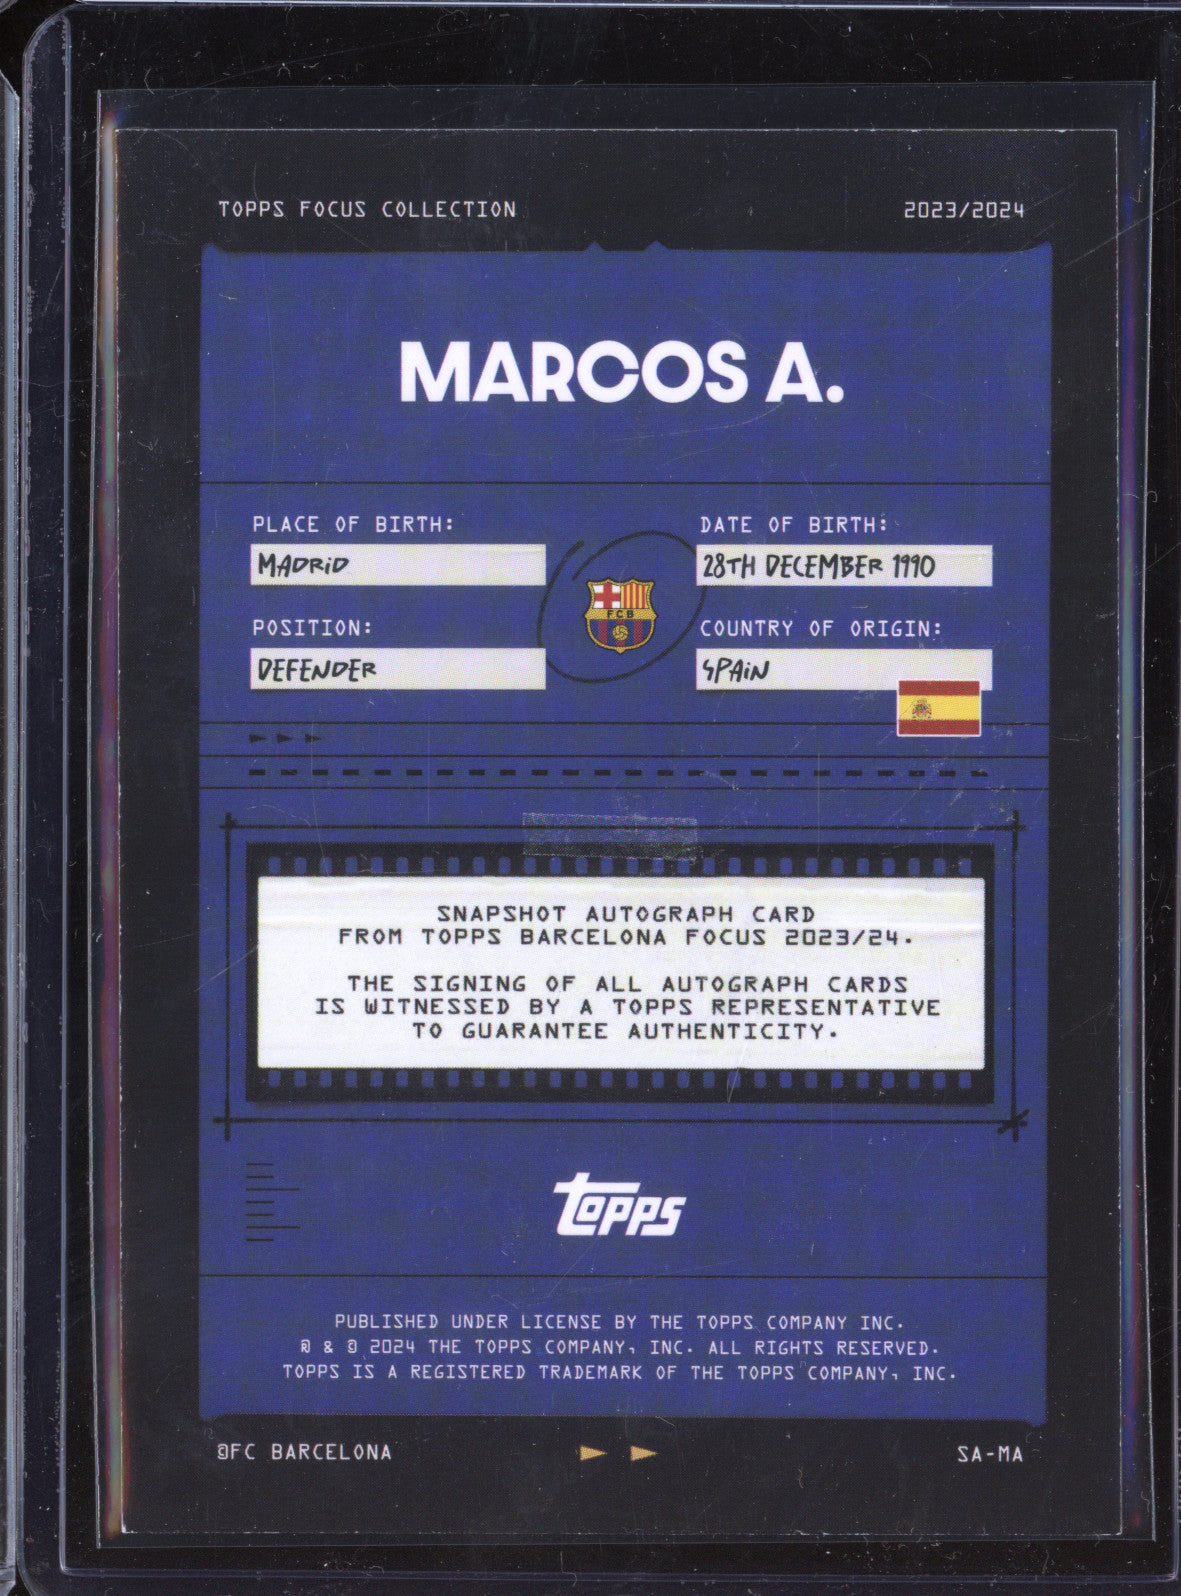 TOPPS FOCUS COLLECTION
2023/2024
MARCOS A.
PLACE OF BIRTH:
MADRID
DATE OF BIRTH:
28TH DECEMBER 1990
FCB
POSITION:
DEFENDER
COUNTRY OF ORIGIN:
SPAIN
SNAPSHOT AUTOGRAPH CARD
FROM TOPPS BARCELONA FOCUS 2023/24.
THE SIGNING OF ALL AUTOGRAPH CARDS
IS WITNESSED BY A TOPPS REPRESENTATIVE
TO GUARANTEE AUTHENTICITY.
topps
PUBLISHED UNDER LICENSE BY THE TOPPS COMPANY INC.
® & © 2024 THE TOPPS COMPANY, INC. ALL RIGHTS RESERVED.
TOPPS IS A REGISTERED TRADEMARK OF THE TOPPS COMPANY, INC.
©FC BARCELONA
SA-MA